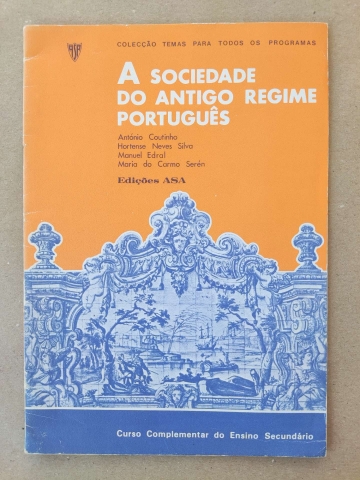 ASA
COLECÇÃO TEMAS PARA TODOS OS PROGRAMAS
A SOCIEDADE
DO ANTIGO REGIME
PORTUGUÊS
António Coutinho
Hortense Neves Silva
Manuel Edral
Maria do Carmo Serén
Edições ASA
Curso Complementar do Ensino Secundário